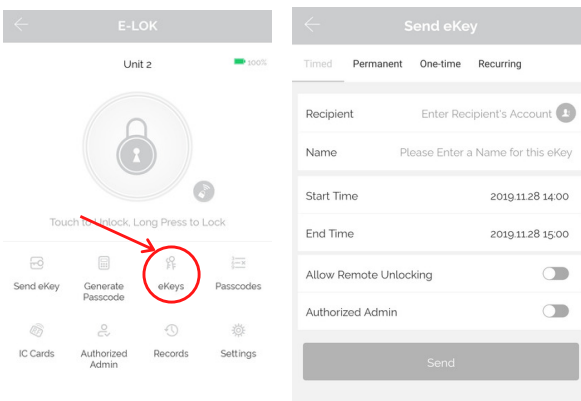 E-LOK
Unit 2
100%
Touch to Unlock, Long Press to Lock
Send eKey
Generate
Passcode
eKeys
Passcodes
IC Cards
Authorized
Admin
Records
Settings
Send eKey
Timed Permanent One-time Recurring
Recipient Enter Recipient's Account
Name Please Enter a Name for this eKey
Start Time 2019.11.28 14:00
End Time 2019.11.28 15:00
Allow Remote Unlocking
Authorized Admin
Send